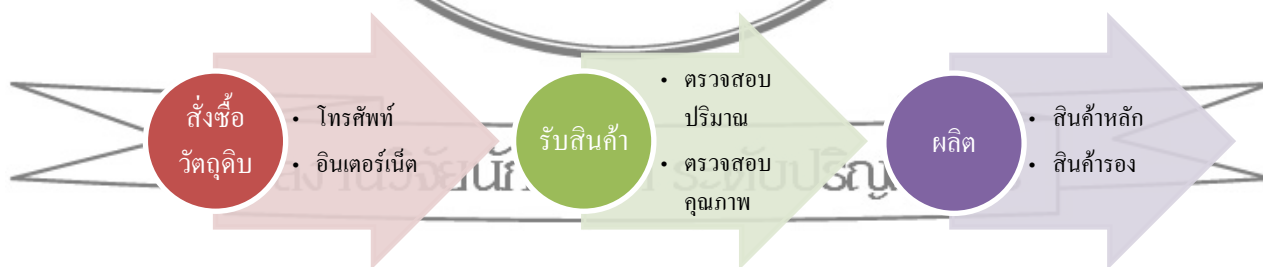 สั่งซื้อ
วัตถุดิบ
• โทรศัพท์
• อินเตอร์เน็ต
รับสินค้า
• ตรวจสอบ
ปริมาณ
• ตรวจสอบ
คุณภาพ
ผลิต
• สินค้าหลัก
• สินค้ารอง